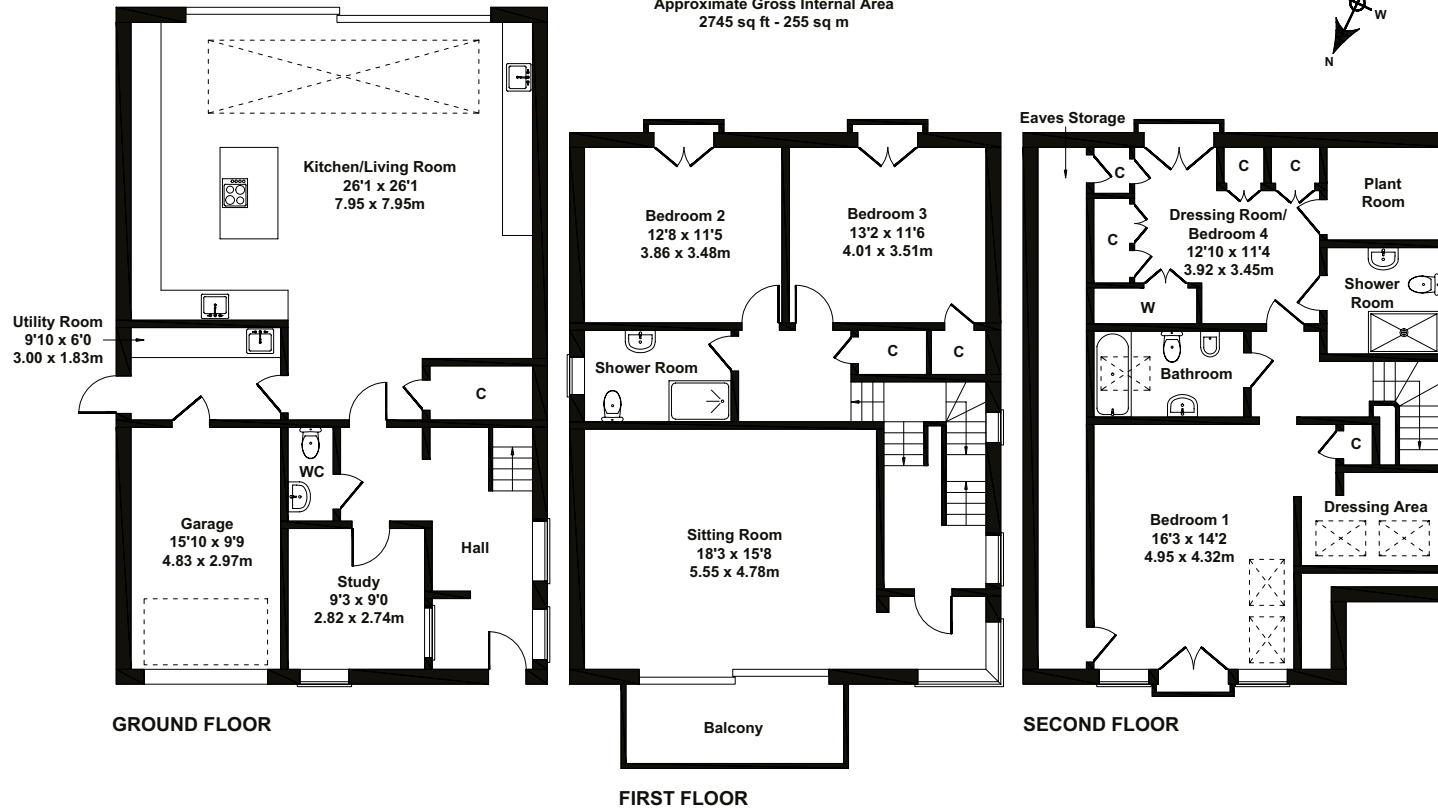 Approximate Gross Internal Area
2745 sq ft - 255 sq m
W
N
Kitchen/Living Room
26'1 x 26'1
7.95 x 7.95m
Utility Room
9'10 x 6'0
3.00 x 1.83m
C
WC
Garage
15'10 x 9'9
4.83 x 2.97m
Hall
Study
9'3 x 9'0
2.82 x 2.74m
GROUND FLOOR
Bedroom 2
12'8 x 11'5
3.86 x 3.48m
Bedroom 3
13'2 x 11'6
4.01 x 3.51m
Shower Room
C
C
Sitting Room
18'3 x 15'8
5.55 x 4.78m
Balcony
FIRST FLOOR
Eaves Storage
C
C
C
Plant
Room
Dressing Room/
Bedroom 4
12'10 x 11'4
3.92 x 3.45m
C
W
Shower
Room
Bathroom
C
Dressing Area
Bedroom 1
16'3 x 14'2
4.95 x 4.32m
SECOND FLOOR